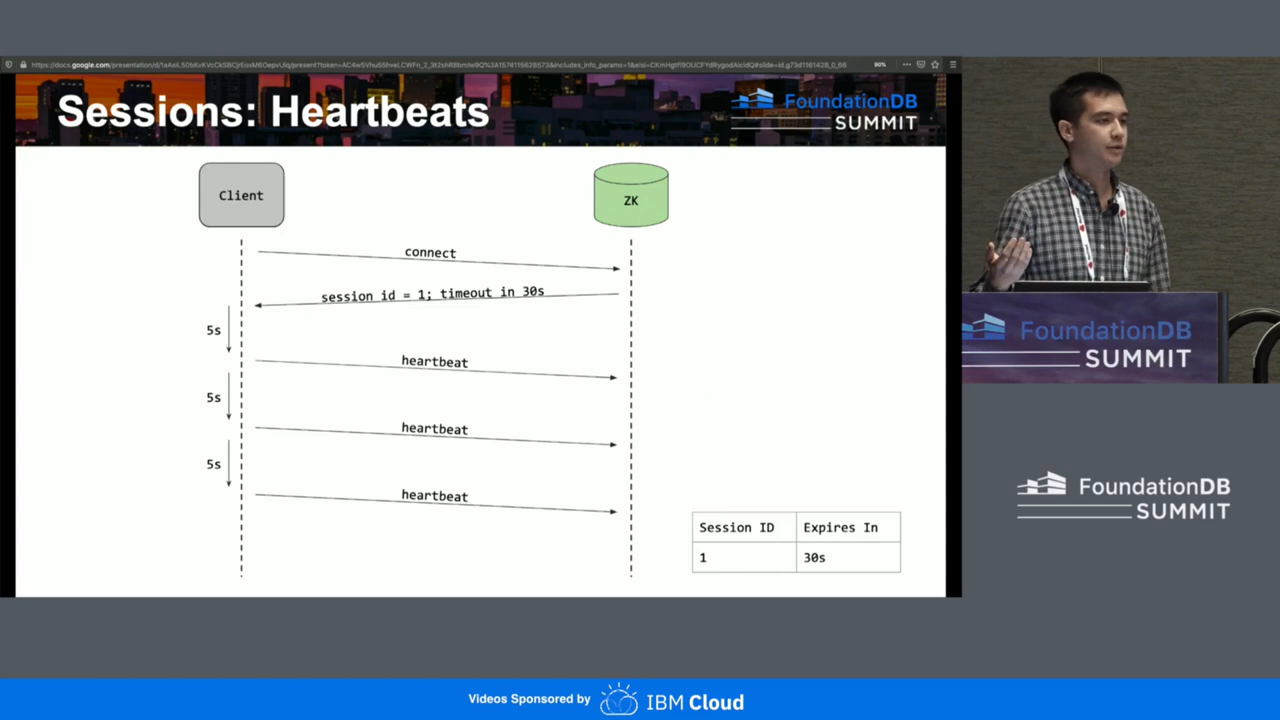 Sessions: Heartbeats
FoundationDB
SUMMIT
Client
ZK
connect
session id = 1; timeout in 30s
5s
heartbeat
5s
heartbeat
5s
heartbeat
Session ID Expires In
1 30s
FoundationDB
SUMMIT
FoundationDB
SUMMIT
90%
Videos Sponsored by IBM Cloud